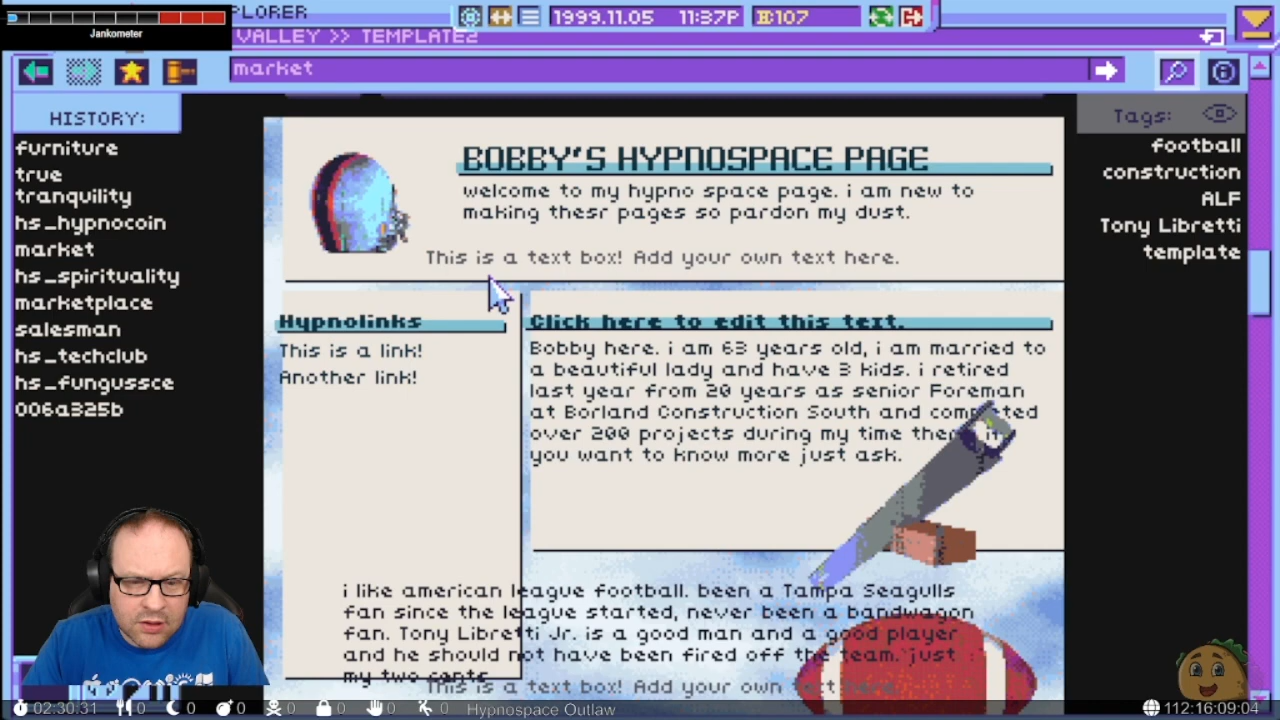 PLORER
1999.11.05 11:37P
107
Jankometer
VALLEY >> TEMPLATE2
market
HISTORY:
furniture
true
tranquility
hs_hypnocoin
market
hs_spirituality
marketplace
salesman
hs_techclub
hs_fungussce
006a325b
BOBBY'S HYPNOSPACE PAGE
welcome to my hypno space page. i am new to
making thesr pages so pardon my dust.
This is a text box! Add your own text here.
Hypnolinks
This is a link!
Another link!
Click here to edit this text.
Bobby here. i am 63 years old, i am married to
a beautiful lady and have 3 kids. i retired
last year from 20 years as senior Foreman
at Borland Construction South and completed
over 200 projects during my time there. if
you want to know more just ask.
i like american league football. been a Tampa Seagulls
fan since the league started, never been a bandwagon
fan. Tony Libretti Jr. is a good man and a good player
and he should not have been fired off the team. just
my two cents
This is a text box! Add your own text here.
Tags:
football
construction
ALF
Tony Libretti
template
02:30:31 0 0 0 0 0 0 0 Hypnospace Outlaw
112:16:09:04